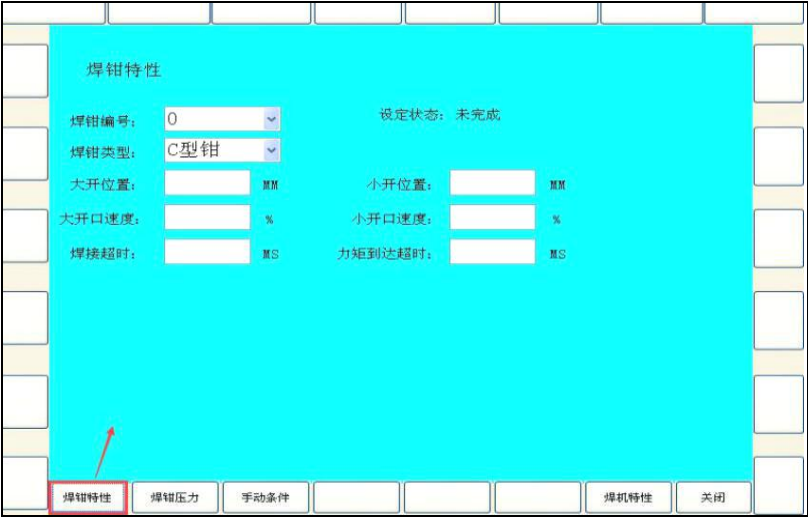 焊钳特性
焊钳编号： 0 设定状态： 未完成
焊钳类型： C型钳
大开位置： MM 小开位置： MM
大开口速度： % 小开口速度： %
焊接超时： MS 力矩到达超时： MS
焊钳特性 焊钳压力 手动条件 焊机特性 关闭